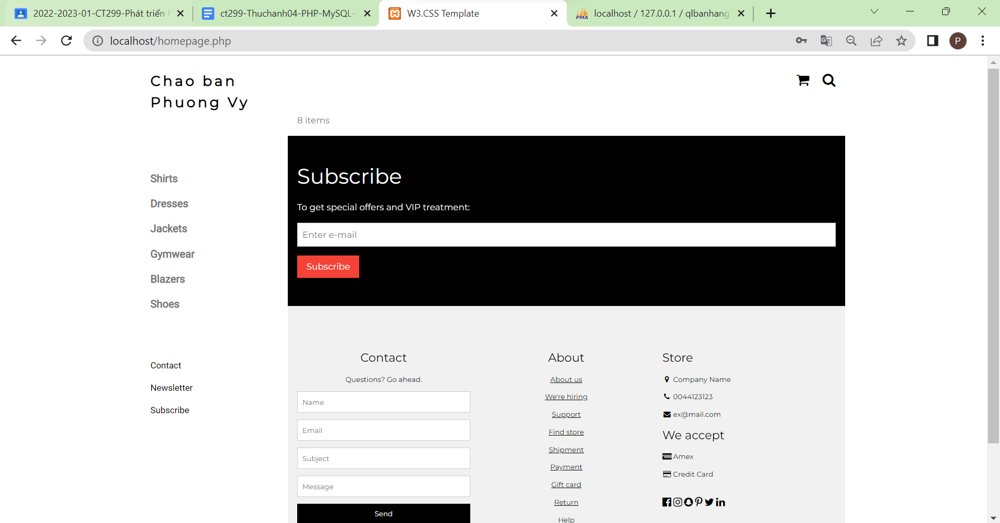 2022-2023-01-CT299-Phát triển
ct299-Thuchanh04-PHP-MySQL-
W3.CSS Template
PMA
localhost / 127.0.0.1 / qlbanhang
localhost/homepage.php
P
Chao ban
Phuong Vy
8 items
Shirts
Dresses
Jackets
Gymwear
Blazers
Shoes
Contact
Newsletter
Subscribe
Subscribe
To get special offers and VIP treatment:
Enter e-mail
Subscribe
Contact
Questions? Go ahead.
Name
Email
Subject
Message
Send
About
About us
We're hiring
Support
Find store
Shipment
Payment
Gift card
Return
Help
Store
Company Name
0044123123
ex@mail.com
We accept
Amex
Credit Card